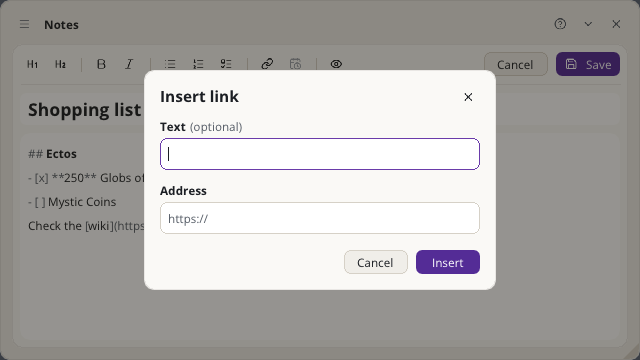 Notes
H1 H2 B I Cancel Save
Shopping list
## Ectos
- [x] **250** Globs of
- [ ] Mystic Coins
Check the [wiki](https
Insert link
Text (optional)
Address
https://
Cancel Insert